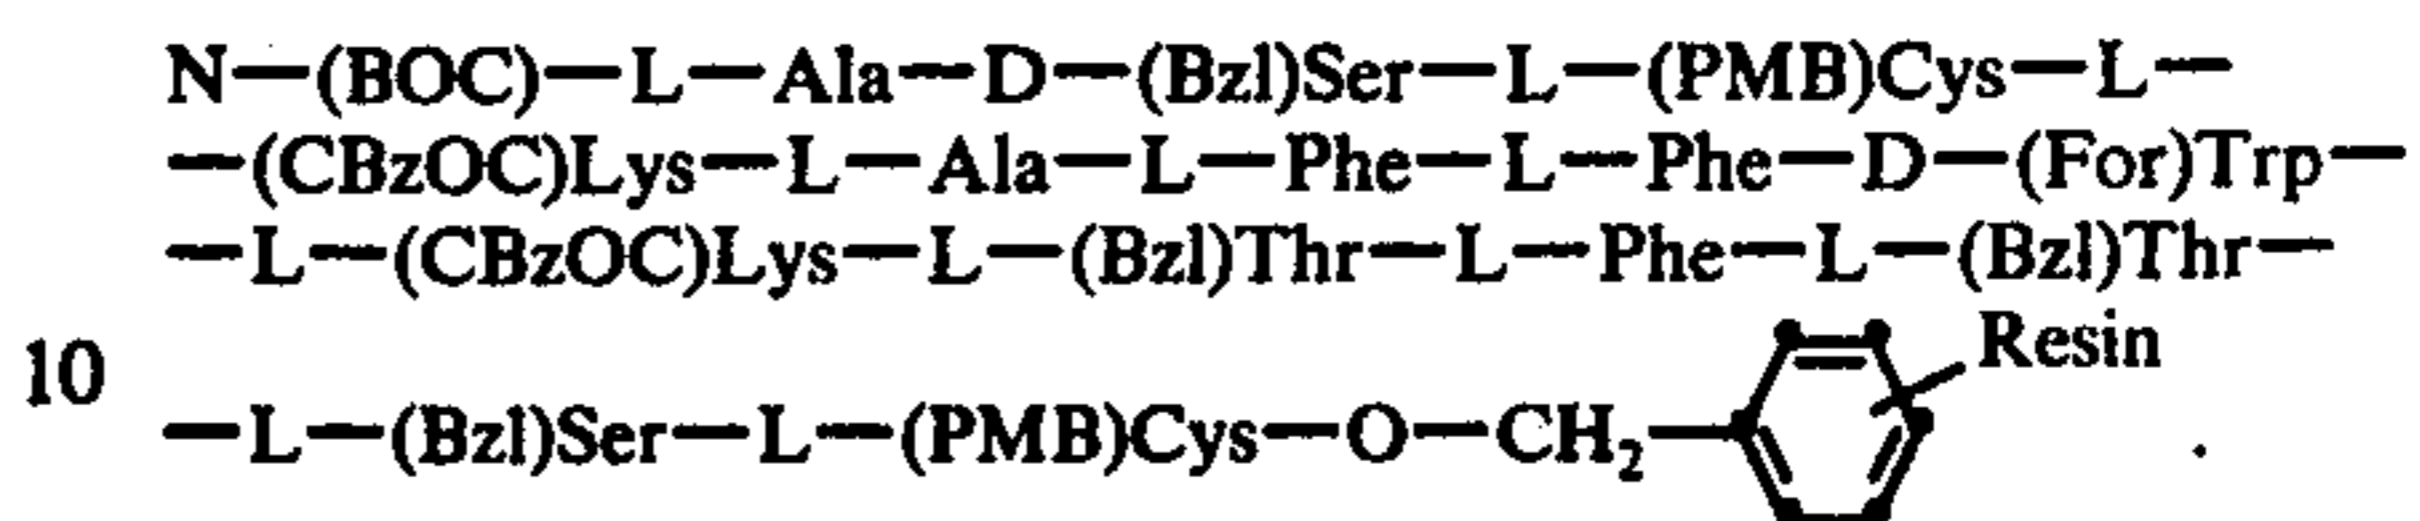 N—(BOC)—L—Ala—D—(Bzl)Ser—L—(PMB)Cys—L—
—(CBzOC)Lys—L—Ala—L—Phe—L—Phe—D—(For)Trp—
—L—(CBzOC)Lys—L—(Bzl)Thr—L—Phe—L—(Bzl)Thr—
Resin
10
—L—(Bzl)Ser—L—(PMB)Cys—O—CH₂—